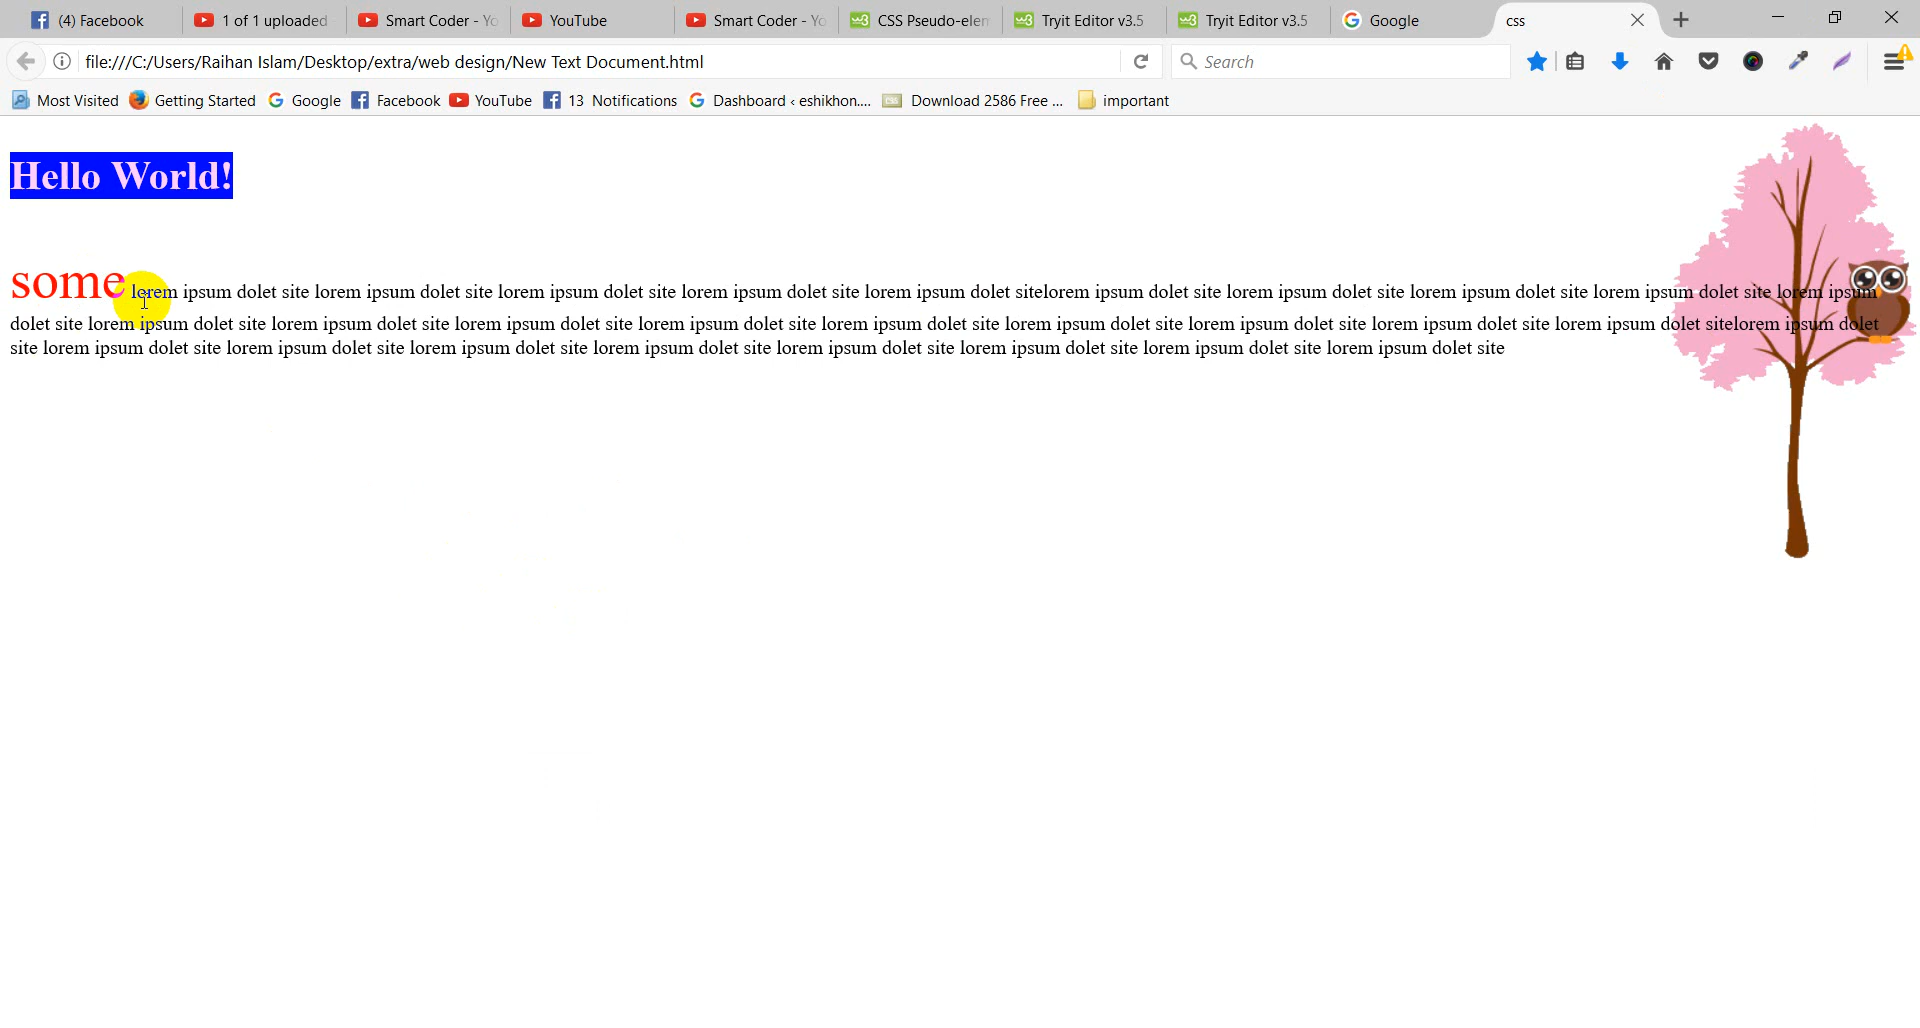 (4) Facebook
1 of 1 uploaded
Smart Coder - Yo
YouTube
Smart Coder - Yo
CSS Pseudo-elem
Tryit Editor v3.5
Tryit Editor v3.5
Google
css
file:///C:/Users/Raihan Islam/Desktop/extra/web design/New Text Document.html
Search
Most Visited
Getting Started
Google
Facebook
YouTube
13 Notifications
Dashboard ‹ eshikhon....
Download 2586 Free ...
important
Hello World!
some lorem ipsum dolet site lorem ipsum dolet site lorem ipsum dolet site lorem ipsum dolet site lorem ipsum dolet sitelorem ipsum dolet site lorem ipsum dolet site lorem ipsum dolet site lorem ipsum dolet site lorem ipsum
dolet site lorem ipsum dolet site lorem ipsum dolet site lorem ipsum dolet site lorem ipsum dolet site lorem ipsum dolet site lorem ipsum dolet site lorem ipsum dolet site lorem ipsum dolet site lorem ipsum dolet sitelorem ipsum dolet
site lorem ipsum dolet site lorem ipsum dolet site lorem ipsum dolet site lorem ipsum dolet site lorem ipsum dolet site lorem ipsum dolet site lorem ipsum dolet site lorem ipsum dolet site